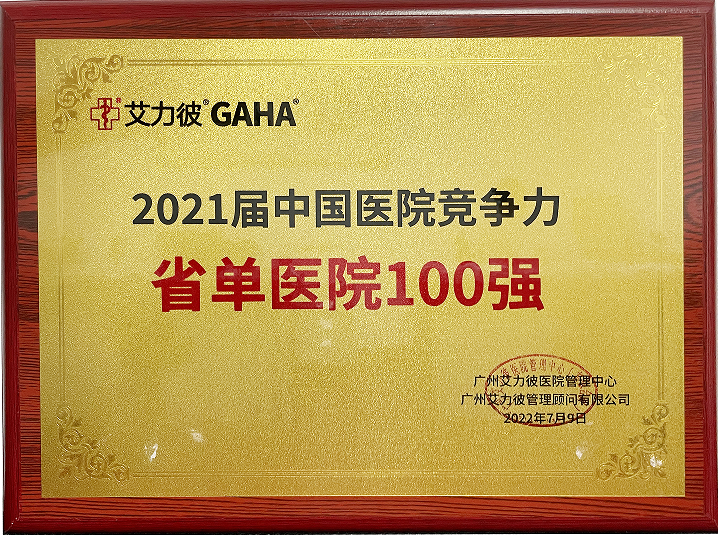 艾力彼® GAHA®
2021届中国医院竞争力
省单医院100强
广州艾力彼医院管理中心
广州艾力彼管理顾问有限公司
2022年7月9日